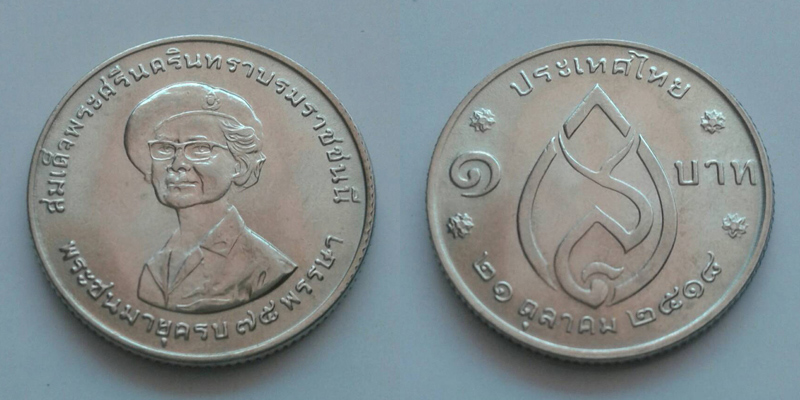 สมเด็จพระศรีนครินทราบรมราชชนนี
พระชนมายุครบ ๗๕ พรรษา
ประเทศไทย
๑ บาท
๒๑ ตุลาคม ๒๕๑๘